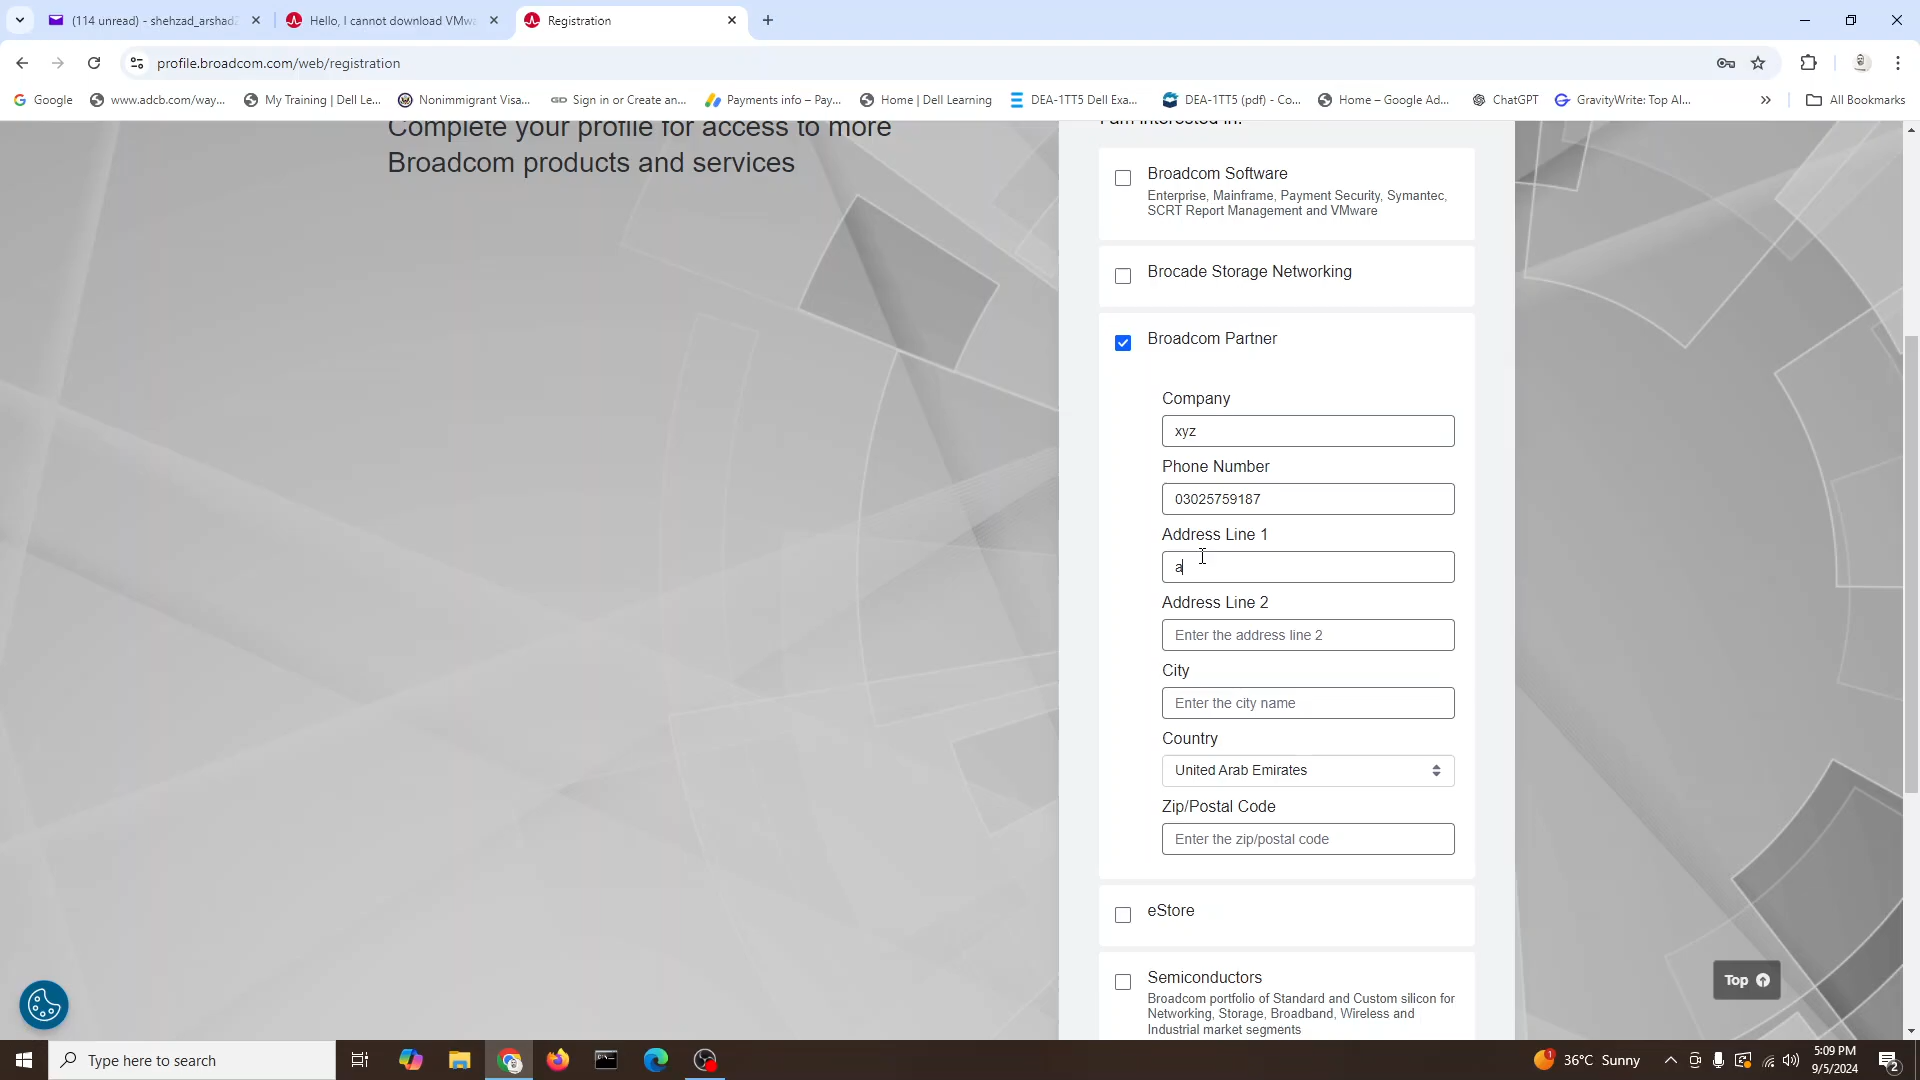 (114 unread) - shehzad_arshad
Hello, I cannot download VMw
Registration
profile.broadcom.com/web/registration
Google
www.adcb.com/way...
My Training | Dell Le...
Nonimmigrant Visa...
Sign in or Create an...
Payments info – Pay...
Home | Dell Learning
DEA-1TT5 Dell Exa...
DEA-1TT5 (pdf) - Co...
Home – Google Ad...
ChatGPT
GravityWrite: Top Al...
All Bookmarks
Complete your profile for access to more
Broadcom products and services
I am interested in:
Broadcom Software
Enterprise, Mainframe, Payment Security, Symantec,
SCRT Report Management and VMware
Brocade Storage Networking
Broadcom Partner
Company
xyz
Phone Number
03025759187
Address Line 1
a
Address Line 2
Enter the address line 2
City
Enter the city name
Country
United Arab Emirates
Zip/Postal Code
Enter the zip/postal code
eStore
Semiconductors
Broadcom portfolio of Standard and Custom silicon for
Networking, Storage, Broadband, Wireless and
Industrial market segments
Top
Type here to search
1
36°C Sunny
5:09 PM
9/5/2024
2